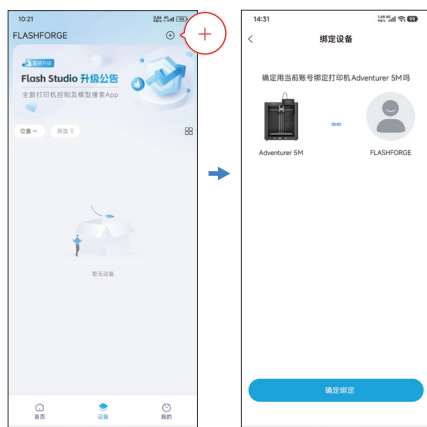 10:21
FLASHFORGE
Flash Studio 升级公告
全新打印机控制及模型搜索App
位置
筛选
暂无设备
首页
设备
我的
14:31
绑定设备
确定用当前账号绑定打印机Adventurer 5M吗
Adventurer 5M
FLASHFORGE
确定绑定